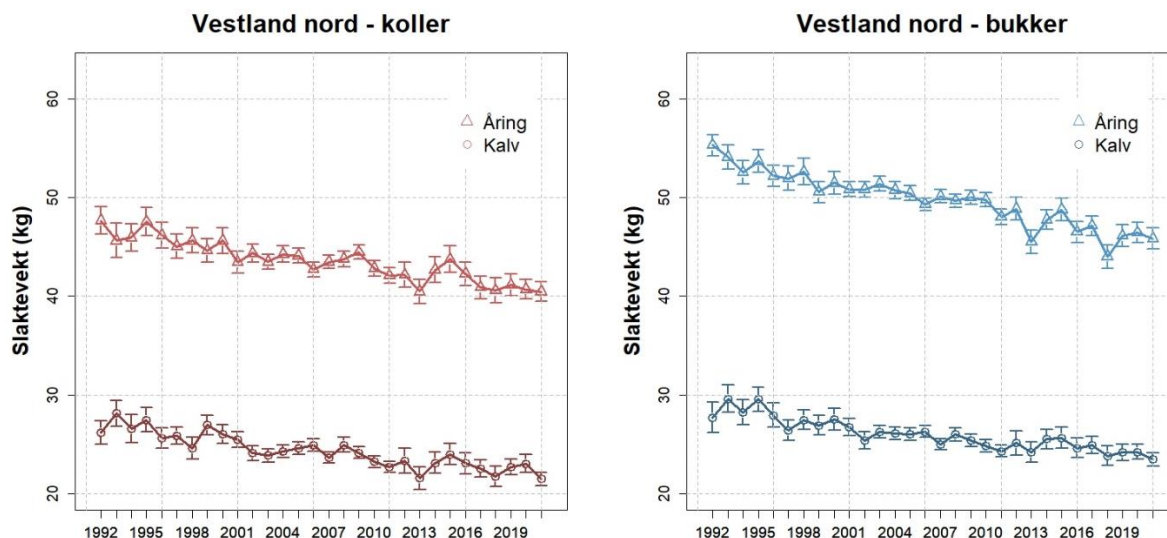 Vestland nord - koller
Slaktevekt (kg)
60
50
40
30
20
Åring
Kalv
1992 1995 1998 2001 2004 2007 2010 2013 2016 2019
Vestland nord - bukker
Slaktevekt (kg)
60
50
40
30
20
Åring
Kalv
1992 1995 1998 2001 2004 2007 2010 2013 2016 2019